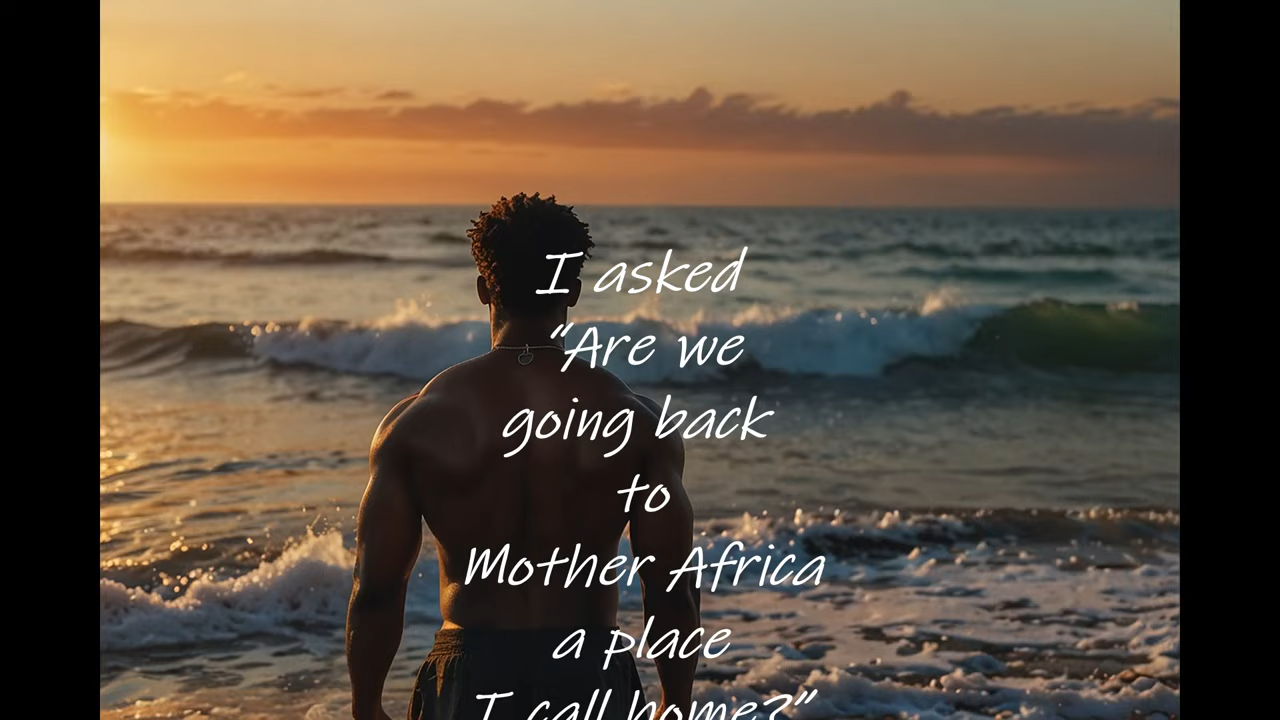 I asked
“Are we
going back
to
Mother Africa
a place
I call home?”